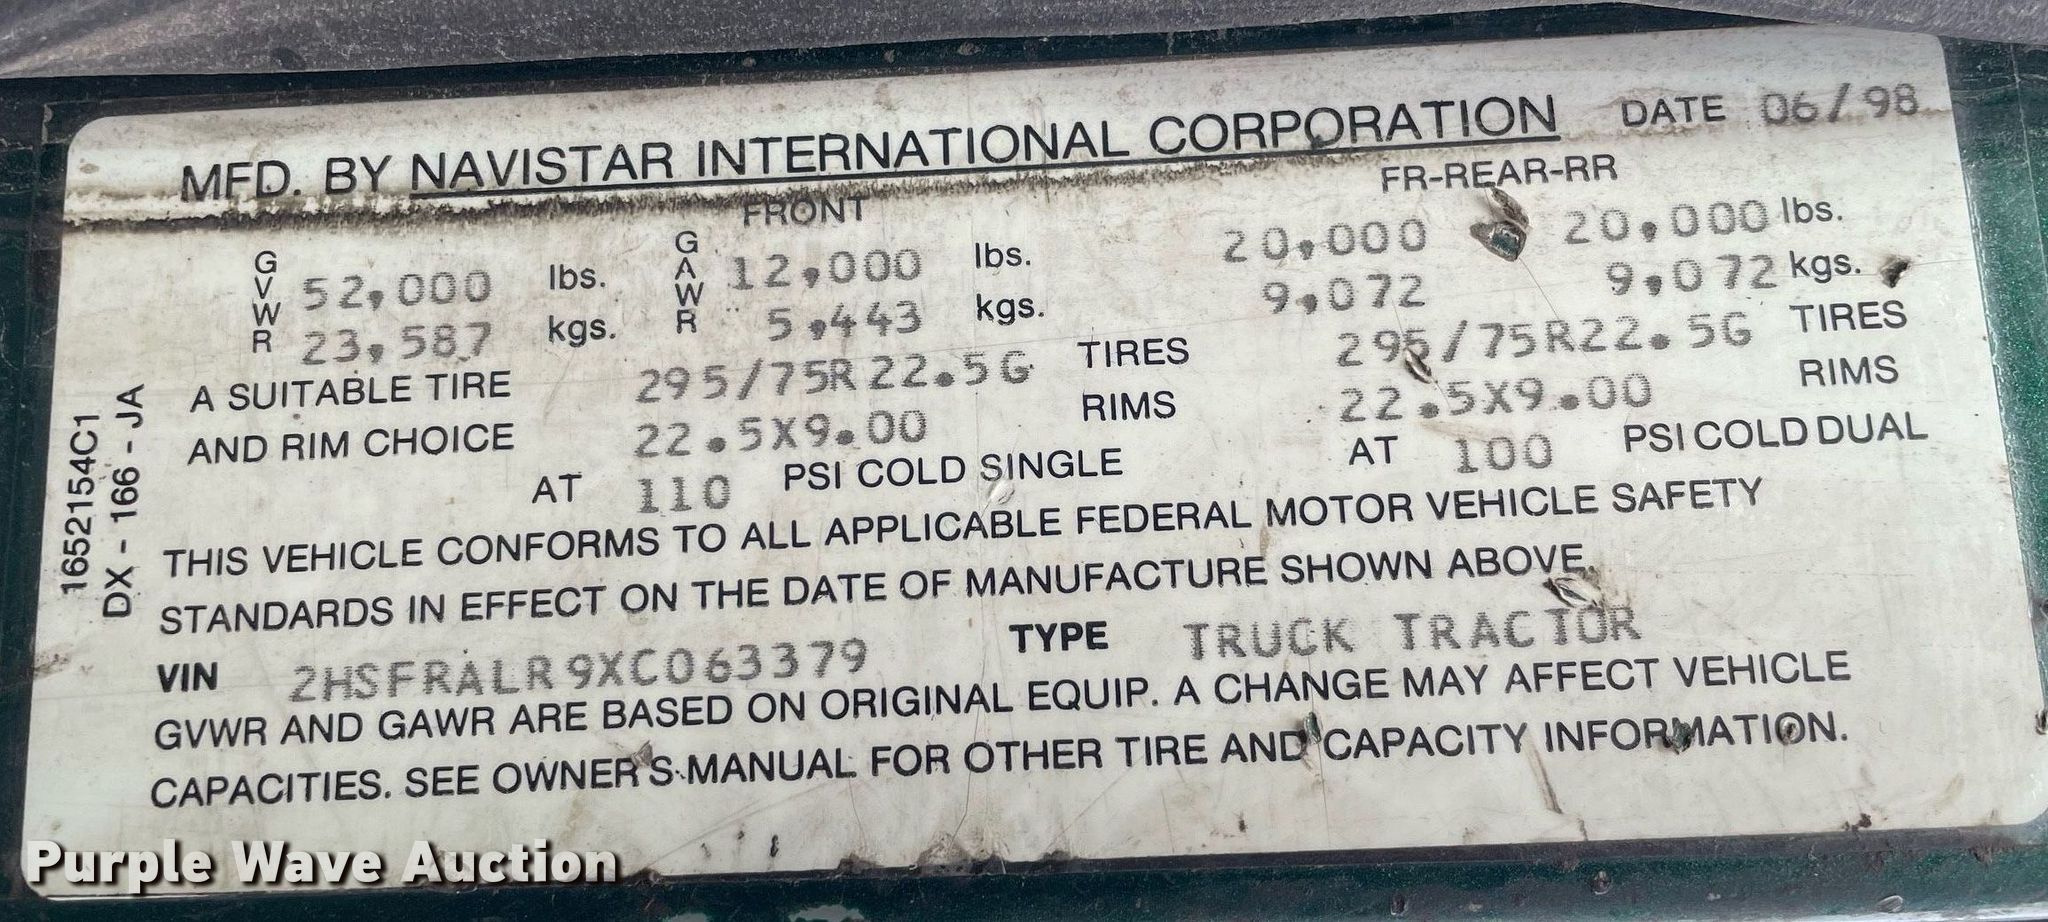 MFD. BY NAVISTAR INTERNATIONAL CORPORATION DATE 06/98
FRONT FR-REAR-RR
GVWR 52,000 lbs. GAWR 12,000 lbs. 20,000 20,000 lbs.
23,587 kgs. 5,443 kgs. 9,072 9,072 kgs.
A SUITABLE TIRE 295/75R22.5G TIRES 295/75R22.5G TIRES
AND RIM CHOICE 22.5X9.00 RIMS 22.5X9.00 RIMS
AT 110 PSI COLD SINGLE AT 100 PSI COLD DUAL
THIS VEHICLE CONFORMS TO ALL APPLICABLE FEDERAL MOTOR VEHICLE SAFETY
STANDARDS IN EFFECT ON THE DATE OF MANUFACTURE SHOWN ABOVE.
VIN 2HSFRALR9XC063379 TYPE TRUCK TRACTOR
GVWR AND GAWR ARE BASED ON ORIGINAL EQUIP. A CHANGE MAY AFFECT VEHICLE
CAPACITIES. SEE OWNER'S MANUAL FOR OTHER TIRE AND CAPACITY INFORMATION.
1652154C1
DX - 166 - JA
Purple Wave Auction